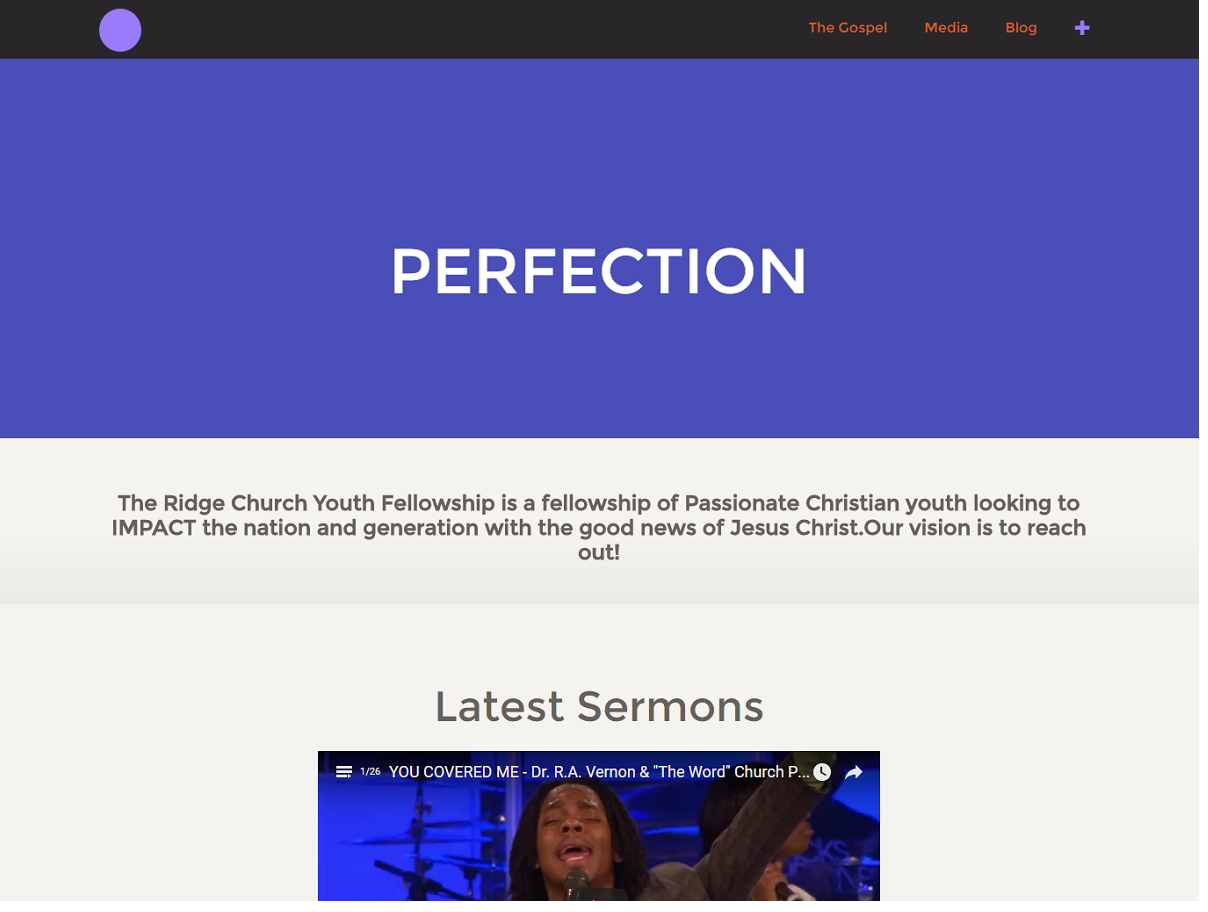 The Gospel Media Blog
PERFECTION
The Ridge Church Youth Fellowship is a fellowship of Passionate Christian youth looking to
IMPACT the nation and generation with the good news of Jesus Christ.Our vision is to reach
out!
Latest Sermons
1/26 YOU COVERED ME - Dr. R.A. Vernon & "The Word" Church P...